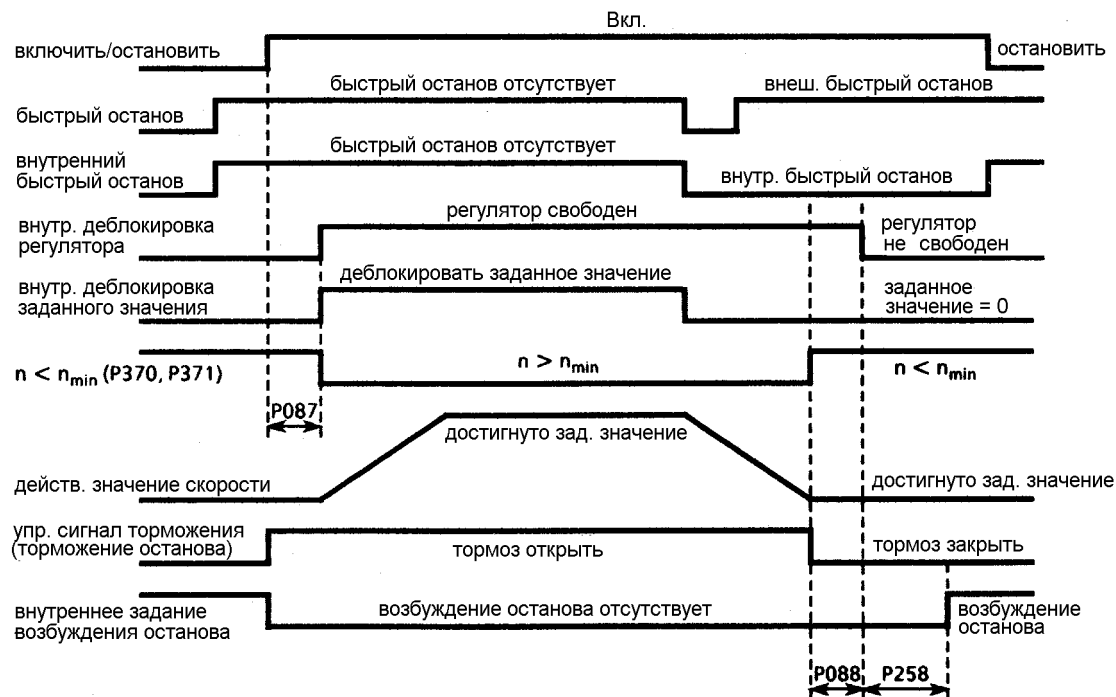 Вкл.
включить/остановить
остановить
быстрый останов отсутствует
внеш. быстрый останов
быстрый останов
быстрый останов отсутствует
внутренний
быстрый останов
внутр. быстрый останов
регулятор свободен
внутр. деблокировка
регулятора
регулятор
не свободен
деблокировать заданное значение
внутр. деблокировка
заданного значения
заданное
значение = 0
n < nmin (P370, P371)
n > nmin
n < nmin
P087
достигнуто зад. значение
действ. значение скорости
достигнуто зад. значение
упр. сигнал торможения
(торможение останова)
тормоз открыть
тормоз закрыть
внутреннее задание
возбуждения останова
возбуждение останова отсутствует
возбуждение
останова
P088
P258